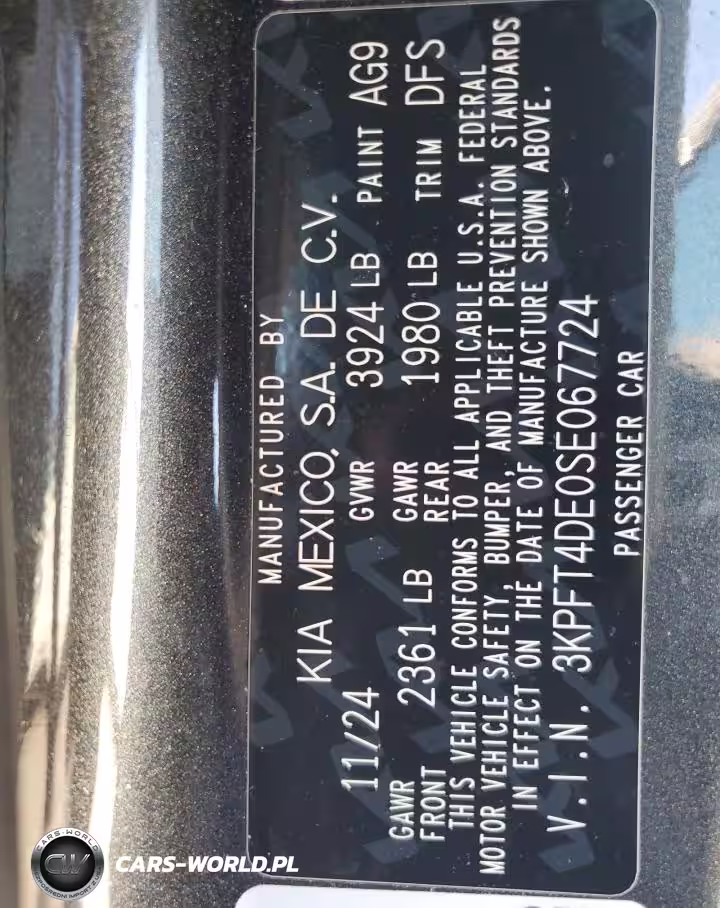 MANUFACTURED BY
KIA MEXICO, S.A. DE C.V.
11/24 GVWR 3924 LB PAINT AG9
GAWR FRONT 2361 LB GAWR REAR 1980 LB TRIM DFS
THIS VEHICLE CONFORMS TO ALL APPLICABLE U.S.A. FEDERAL
MOTOR VEHICLE SAFETY, BUMPER, AND THEFT PREVENTION STANDARDS
IN EFFECT ON THE DATE OF MANUFACTURE SHOWN ABOVE.
V.I.N. 3KPFT4DE0SE067724
PASSENGER CAR
CARS-WORLD
CW
CARS-WORLD.PL